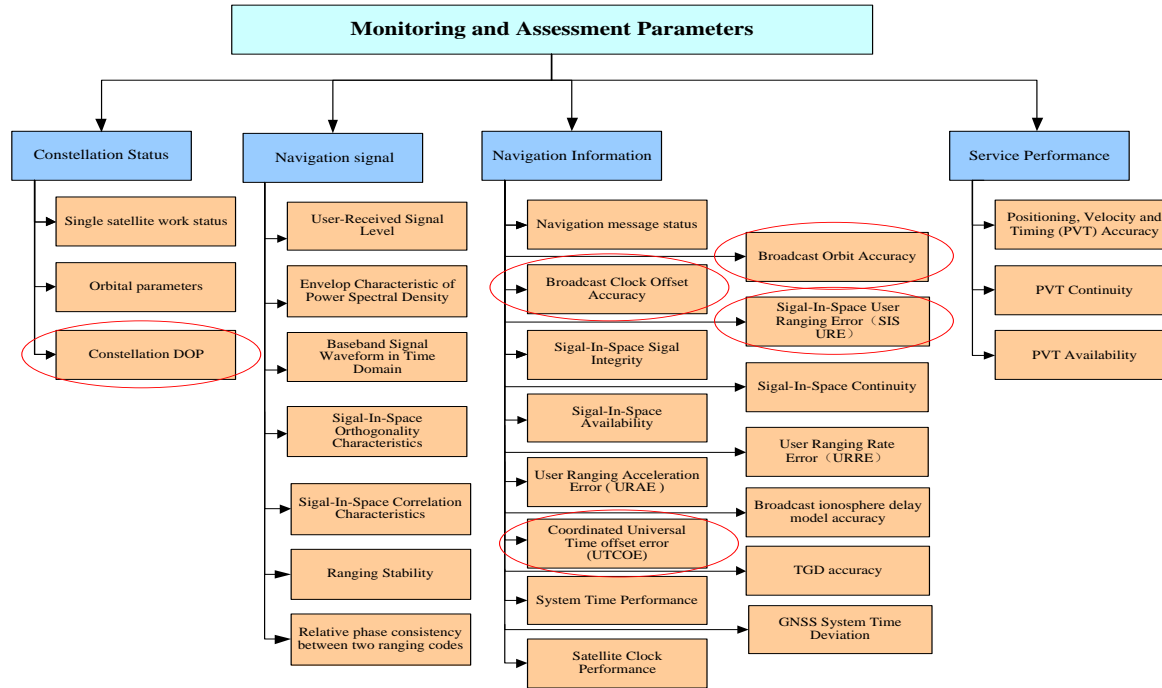 Monitoring and Assessment Parameters
Constellation Status
Single satellite work status
Orbital parameters
Constellation DOP
Navigation signal
User-Received Signal
Level
Envelop Characteristic of
Power Spectral Density
Baseband Signal
Waveform in Time
Domain
Sigal-In-Space
Orthogonality
Characteristics
Sigal-In-Space Correlation
Characteristics
Ranging Stability
Relative phase consistency
between two ranging codes
Navigation Information
Navigation message status
Broadcast Orbit Accuracy
Broadcast Clock Offset
Accuracy
Sigal-In-Space User
Ranging Error（SIS
URE）
Sigal-In-Space Sigal
Integrity
Sigal-In-Space Continuity
Sigal-In-Space
Availability
User Ranging Rate
Error（URRE）
User Ranging Acceleration
Error ( URAE )
Broadcast ionosphere delay
model accuracy
Coordinated Universal
Time offset error
(UTCOE)
TGD accuracy
System Time Performance
GNSS System Time
Deviation
Satellite Clock
Performance
Service Performance
Positioning, Velocity and
Timing (PVT) Accuracy
PVT Continuity
PVT Availability